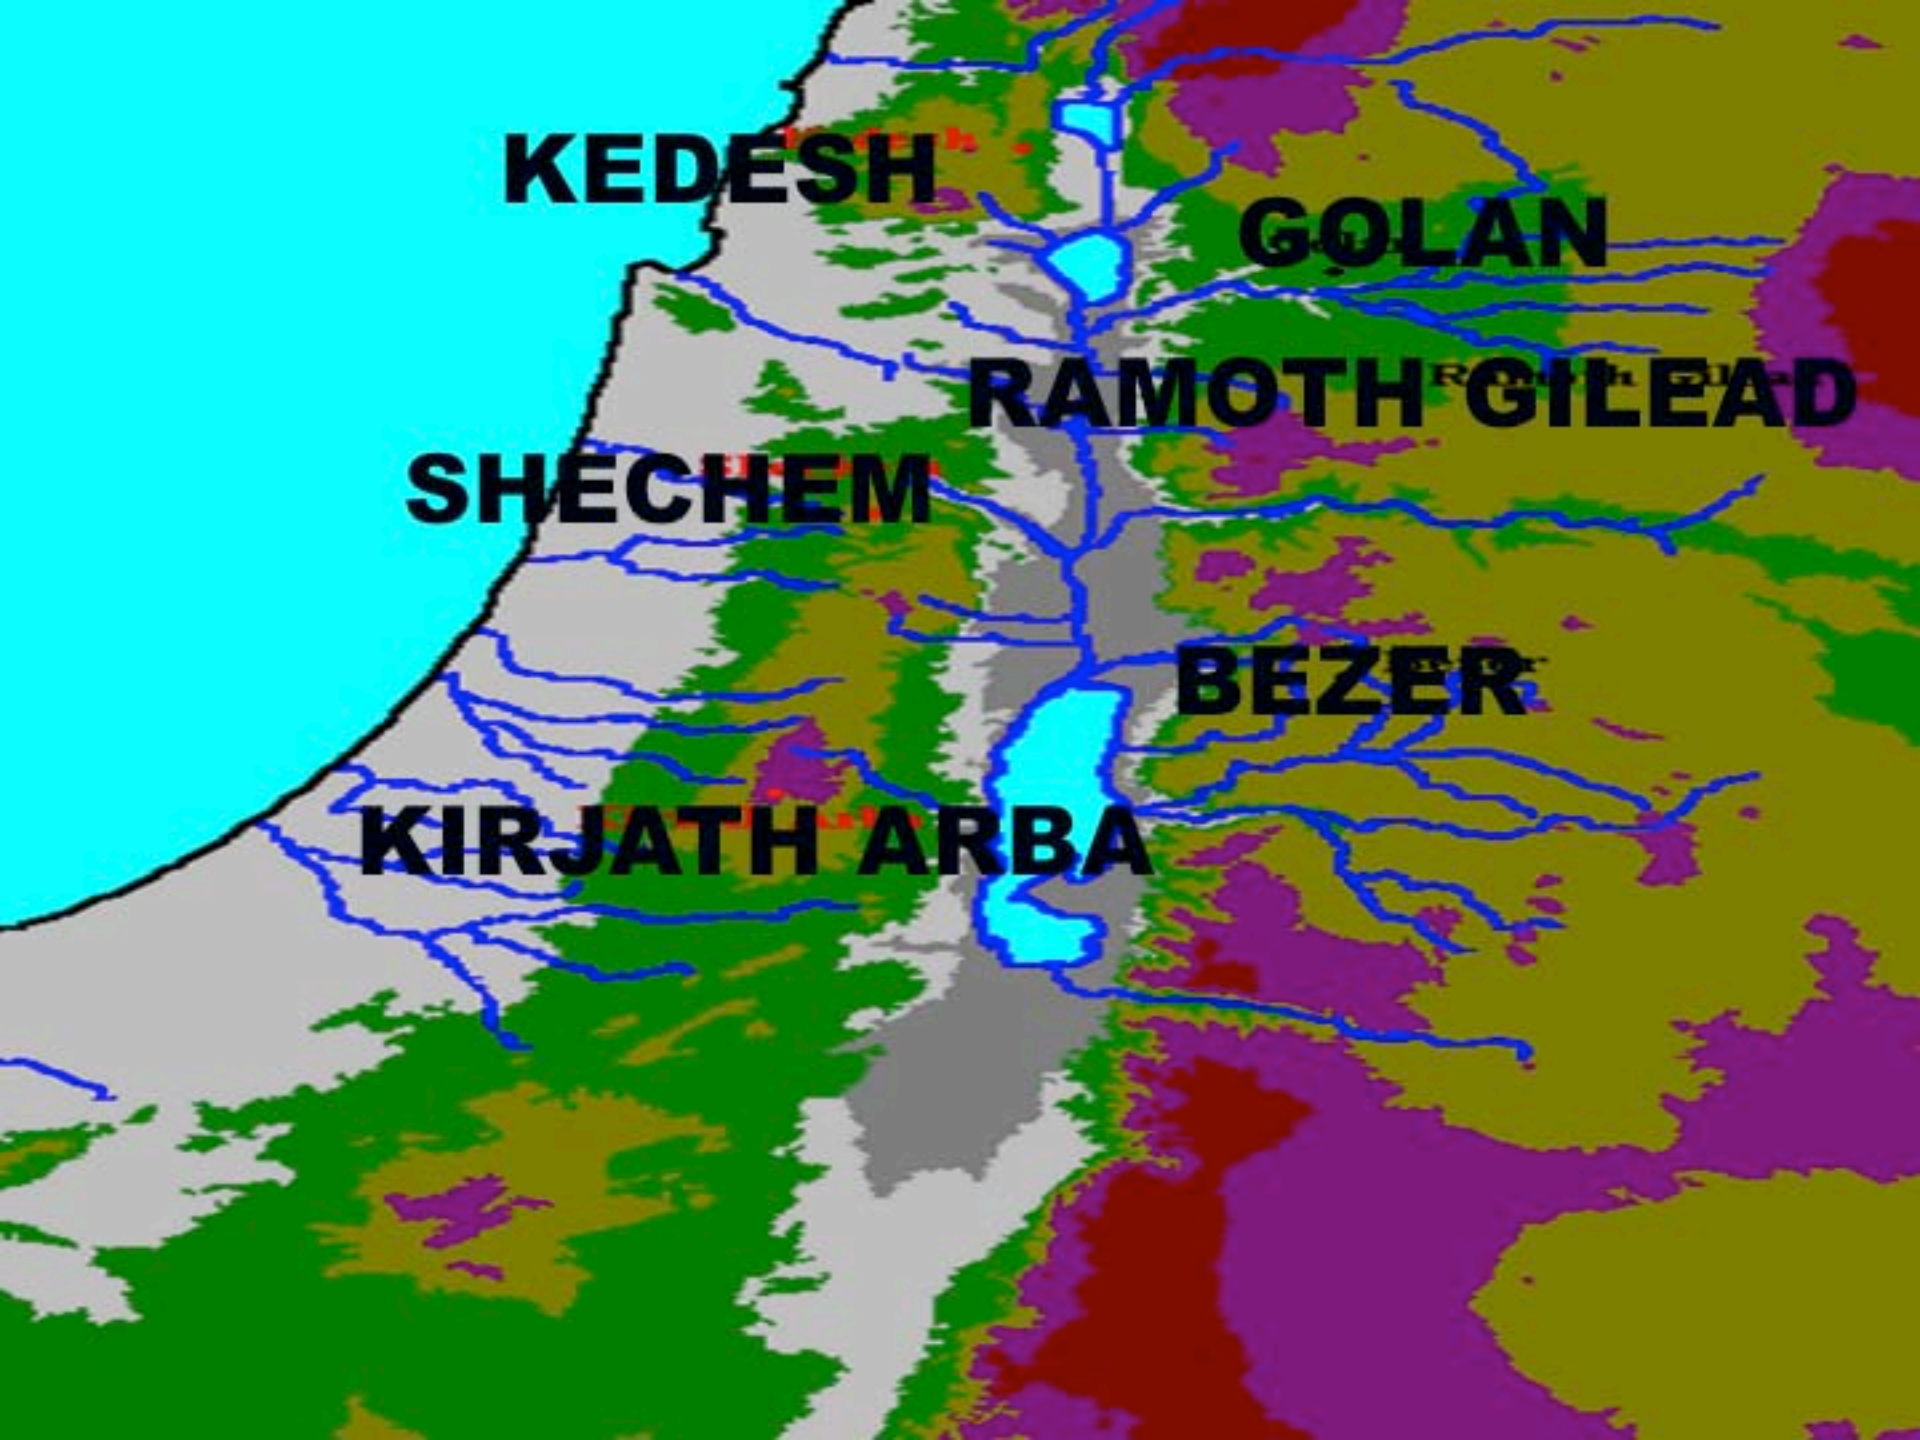 KEDESH
GOLAN
RAMOTH GILEAD
SHECHEM
BEZER
KIRJATH ARBA